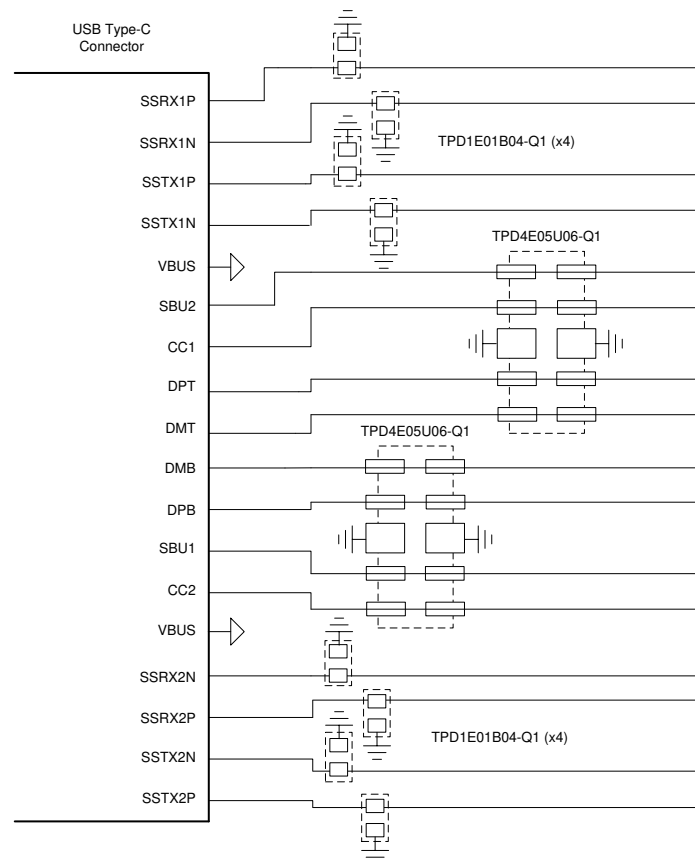 USB Type-C
Connector
SSRX1P
SSRX1N
TPD1E01B04-Q1 (x4)
SSTX1P
SSTX1N
TPD4E05U06-Q1
VBUS
SBU2
CC1
DPT
DMT
TPD4E05U06-Q1
DMB
DPB
SBU1
CC2
VBUS
SSRX2N
SSRX2P
TPD1E01B04-Q1 (x4)
SSTX2N
SSTX2P